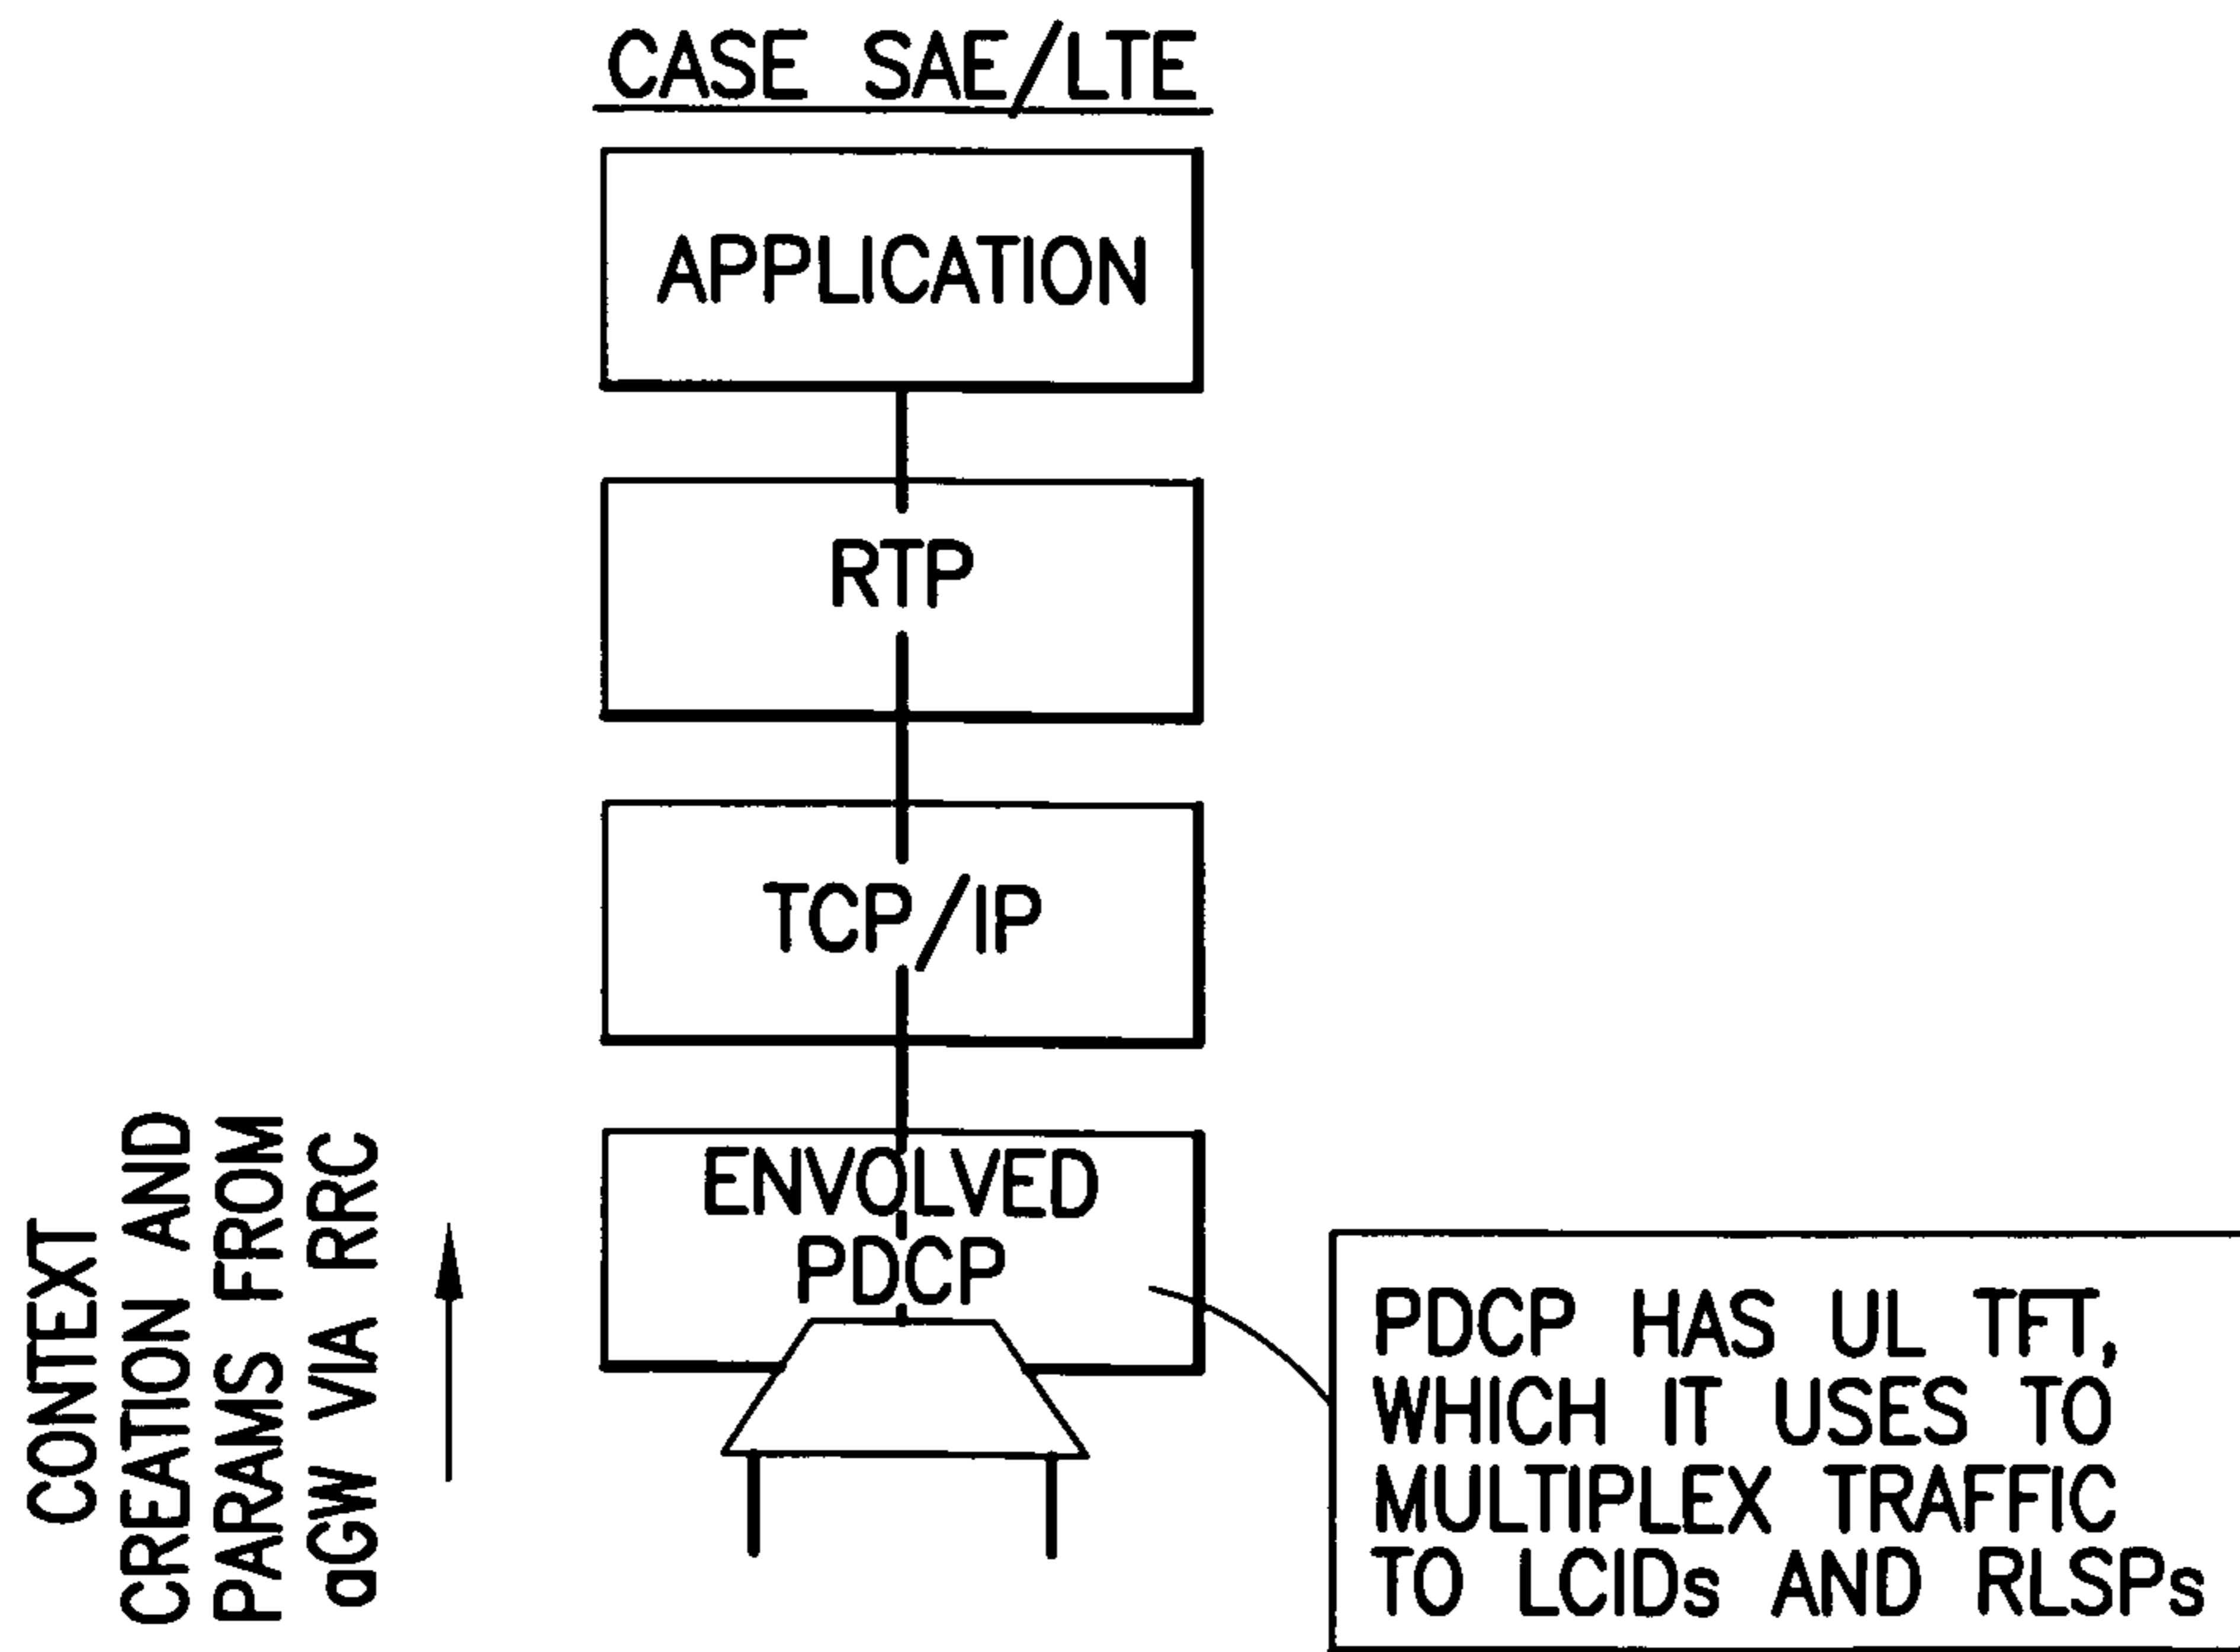 CASE SAE/LTE
APPLICATION
RTP
TCP/IP
ENVOLVED
PDCP
CONTEXT
CREATION AND
PARAMS FROM
aGW VIA RRC
PDCP HAS UL TFT,
WHICH IT USES TO
MULTIPLEX TRAFFIC
TO LCIDs AND RLSPs